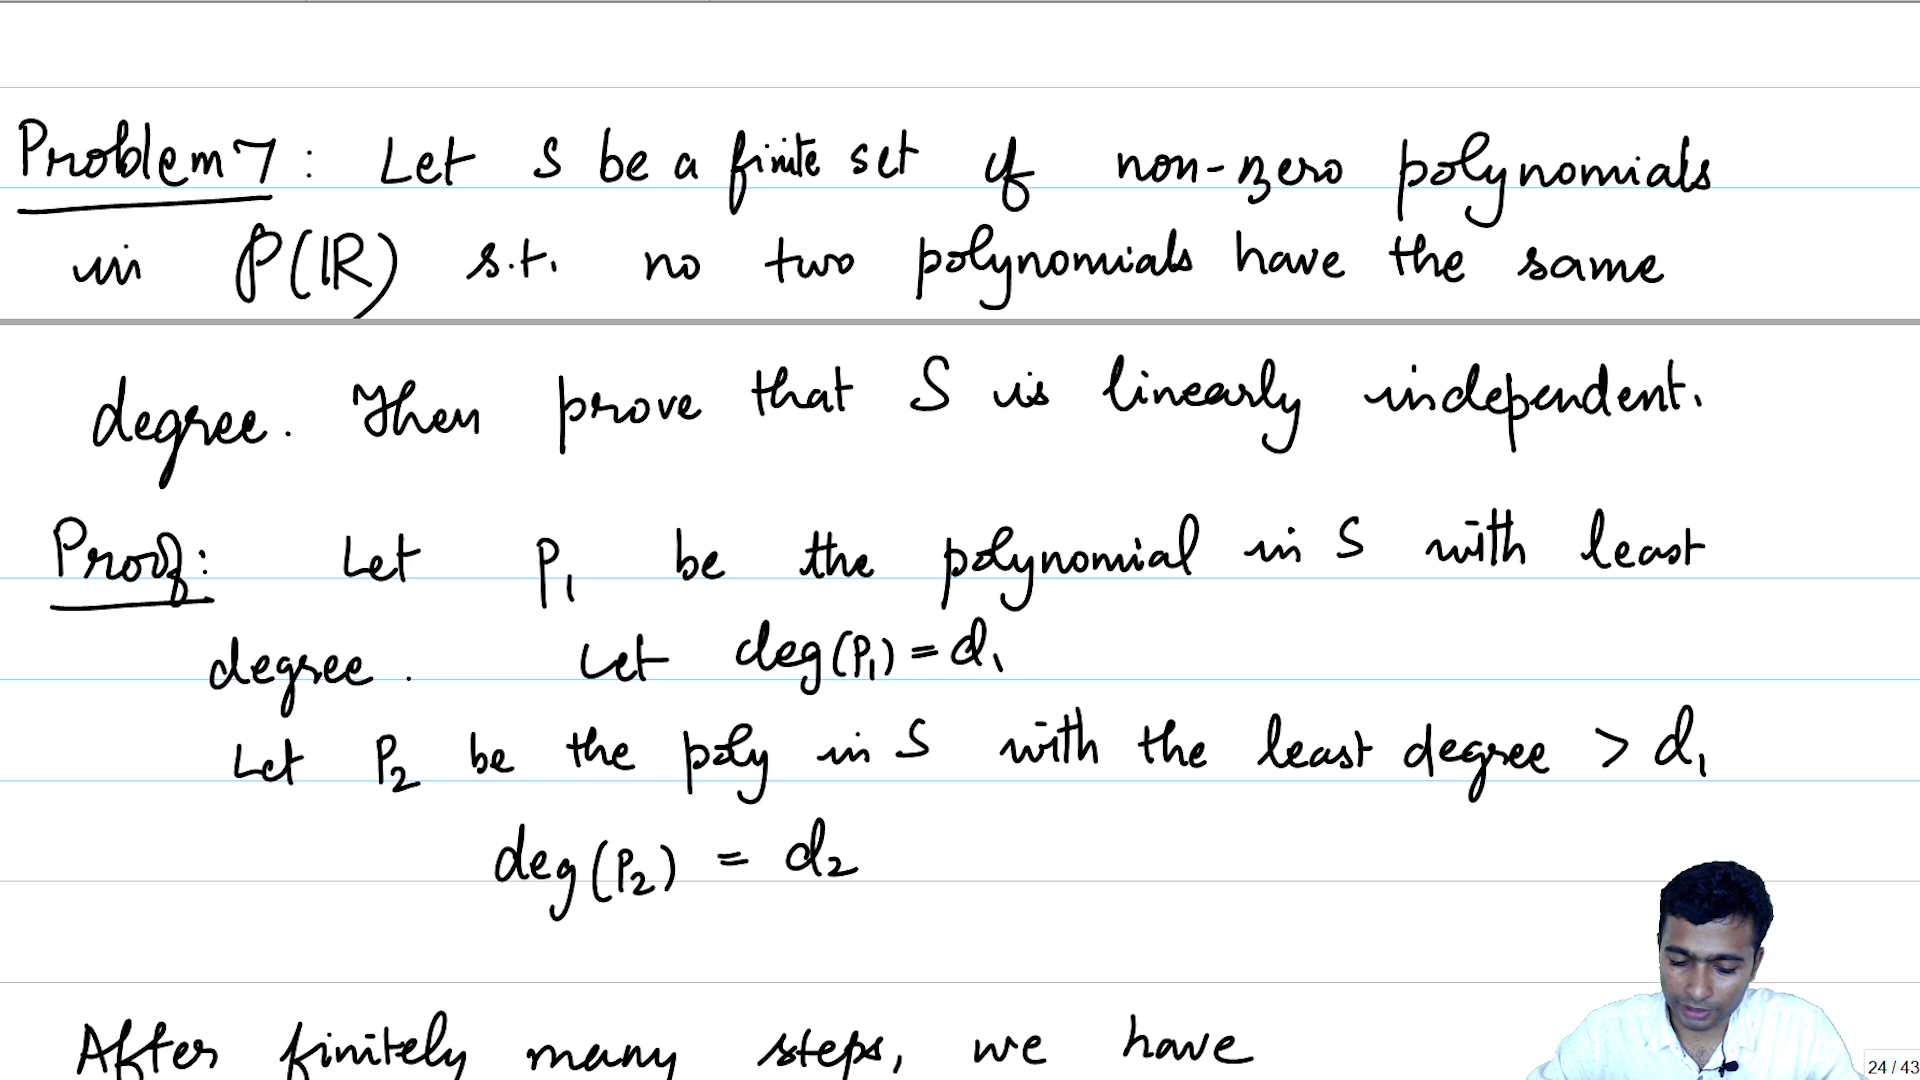 Problem 7: Let S be a finite set of non-zero polynomials
in P(IR) s.t. no two polynomials have the same
degree. Then prove that S is linearly independent.
Proof: Let P₁ be the polynomial in S with least
degree. Let deg(P₁) = d₁
Let P₂ be the poly in S with the least degree > d₁
deg(P₂) = d₂
After finitely many steps, we have
24 / 43